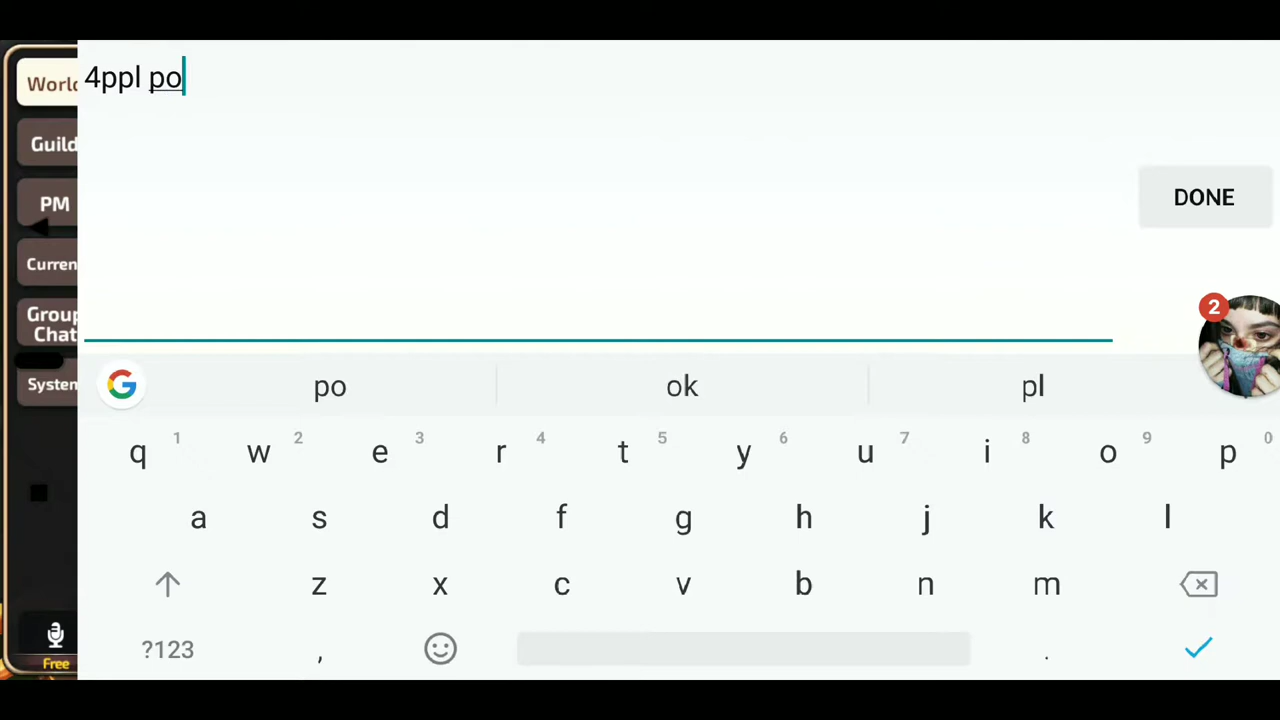 4ppl po
World
Guild
PM
Curren
Group
Chat
System
Free
DONE
2
po ok pl
q 1 w 2 e 3 r 4 t 5 y 6 u 7 i 8 o 9 p 0
a s d f g h j k l
z x c v b n m
?123 , .